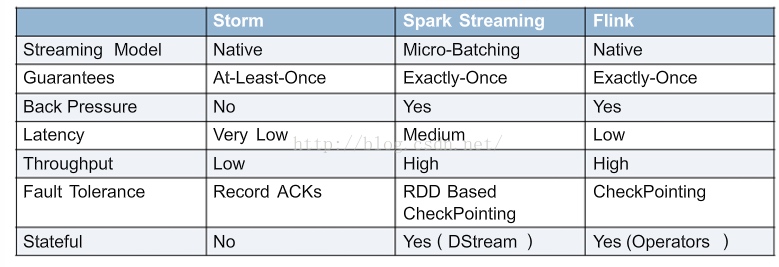 Storm Spark Streaming Flink
Streaming Model Native Micro-Batching Native
Guarantees At-Least-Once Exactly-Once Exactly-Once
Back Pressure No Yes Yes
Latency Very Low Medium Low
http://blog.csdn.net/
Throughput Low High High
Fault Tolerance Record ACKs RDD Based CheckPointing
CheckPointing
Stateful No Yes ( DStream ) Yes (Operators )